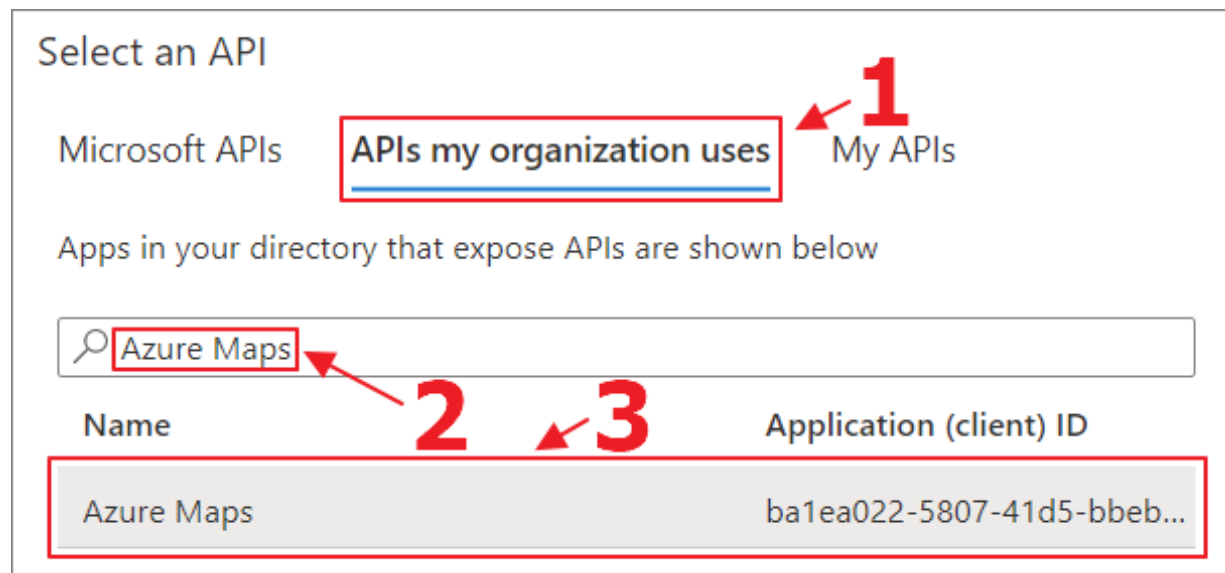 Select an API
1
Microsoft APIs APIs my organization uses My APIs
Apps in your directory that expose APIs are shown below
Azure Maps
2 3
Name Application (client) ID
Azure Maps ba1ea022-5807-41d5-bbeb...